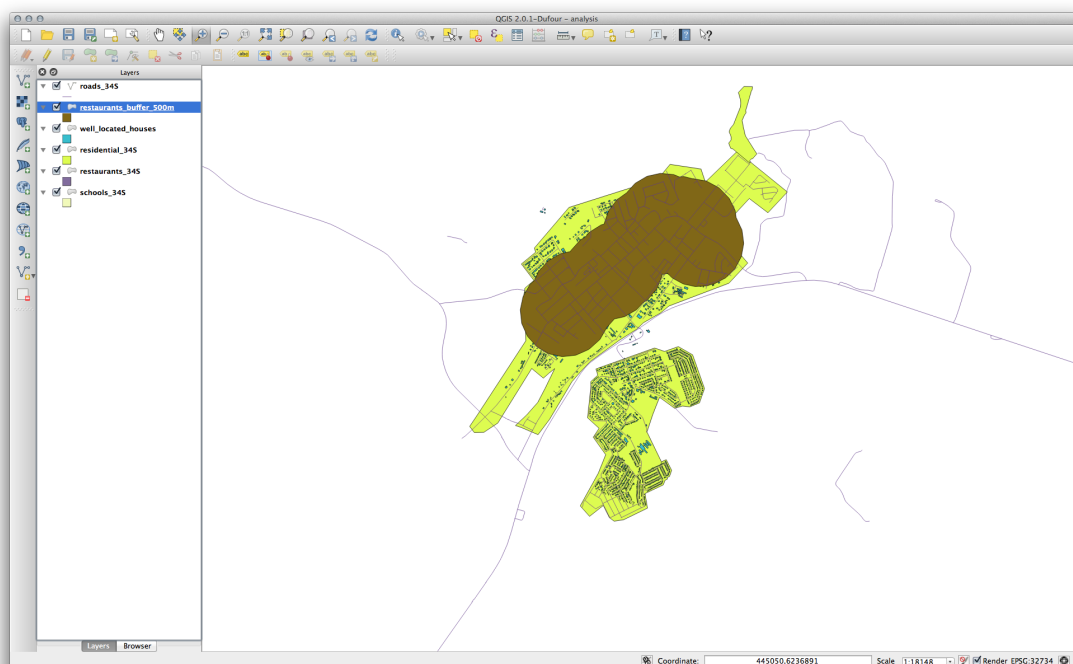 QGIS 2.0.1-Dufour - analysis
Layers
roads_34S
restaurants_buffer_500m
well_located_houses
residential_34S
restaurants_34S
schools_34S
Layers Browser
Coordinate: 445050,6236891 Scale 1:18148 Render EPSG:32734